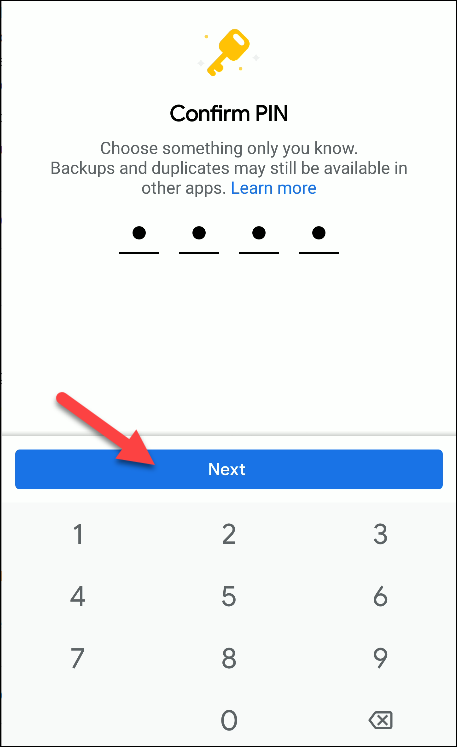 Confirm PIN
Choose something only you know.
Backups and duplicates may still be available in
other apps. Learn more
Next
1 2 3
4 5 6
7 8 9
0